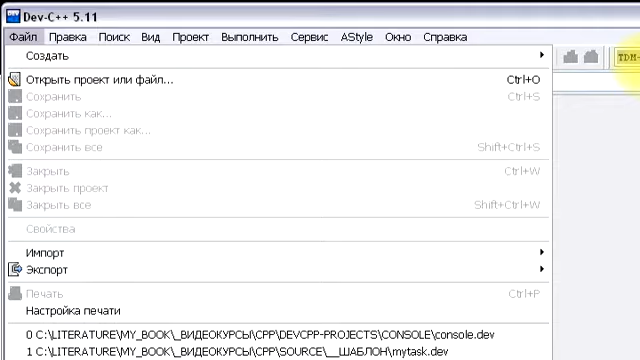 Dev-C++ 5.11
Файл Правка Поиск Вид Проект Выполнить Сервис AStyle Окно Справка
Создать
TDM-
Открыть проект или файл... Ctrl+O
Сохранить Ctrl+S
Сохранить как...
Сохранить проект как...
Сохранить все Shift+Ctrl+S
Закрыть Ctrl+W
Закрыть проект
Закрыть все Shift+Ctrl+W
Свойства
Импорт
Экспорт
Печать Ctrl+P
Настройка печати
0 C:\LITERATURE\MY_BOOK\_ВИДЕОКУРСЫ\CPP\DEVCPP-PROJECTS\CONSOLE\console.dev
1 C:\LITERATURE\MY_BOOK\_ВИДЕОКУРСЫ\CPP\SOURCE\__ШАБЛОН\mytask.dev